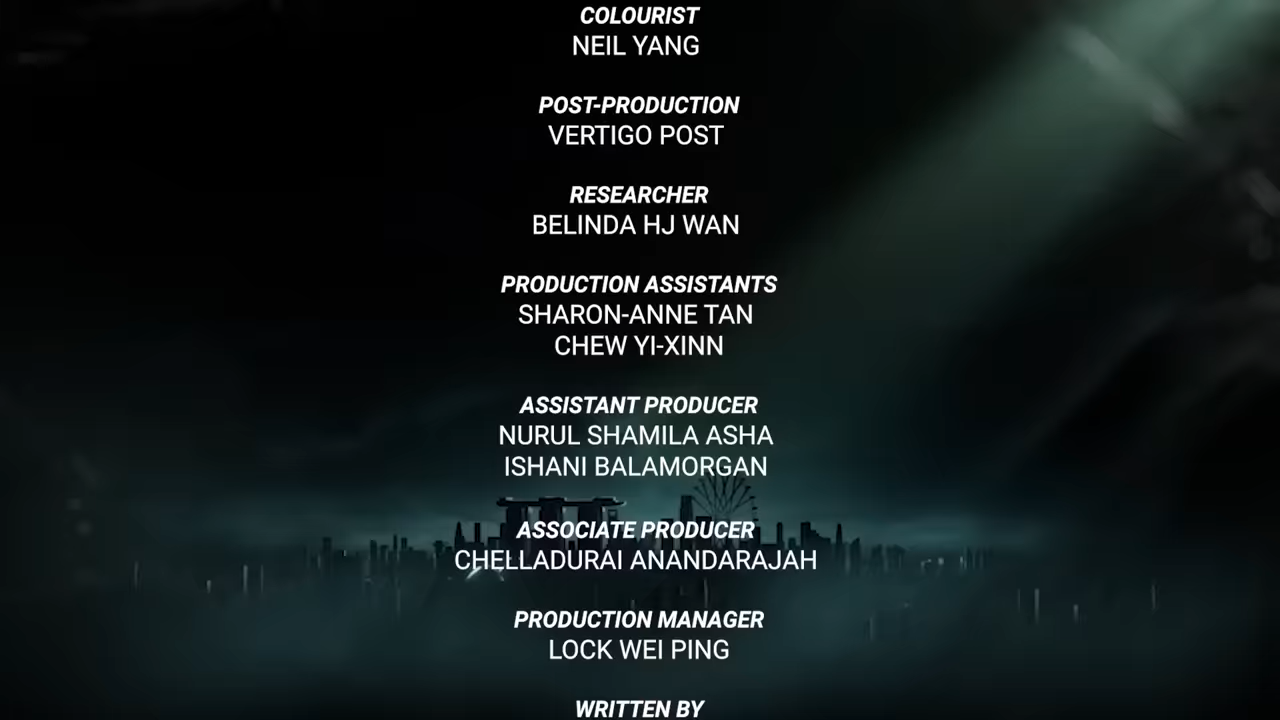 COLOURIST
NEIL YANG
POST-PRODUCTION
VERTIGO POST
RESEARCHER
BELINDA HJ WAN
PRODUCTION ASSISTANTS
SHARON-ANNE TAN
CHEW YI-XINN
ASSISTANT PRODUCER
NURUL SHAMILA ASHA
ISHANI BALAMORGAN
ASSOCIATE PRODUCER
CHELLADURAI ANANDARAJAH
PRODUCTION MANAGER
LOCK WEI PING
WRITTEN BY